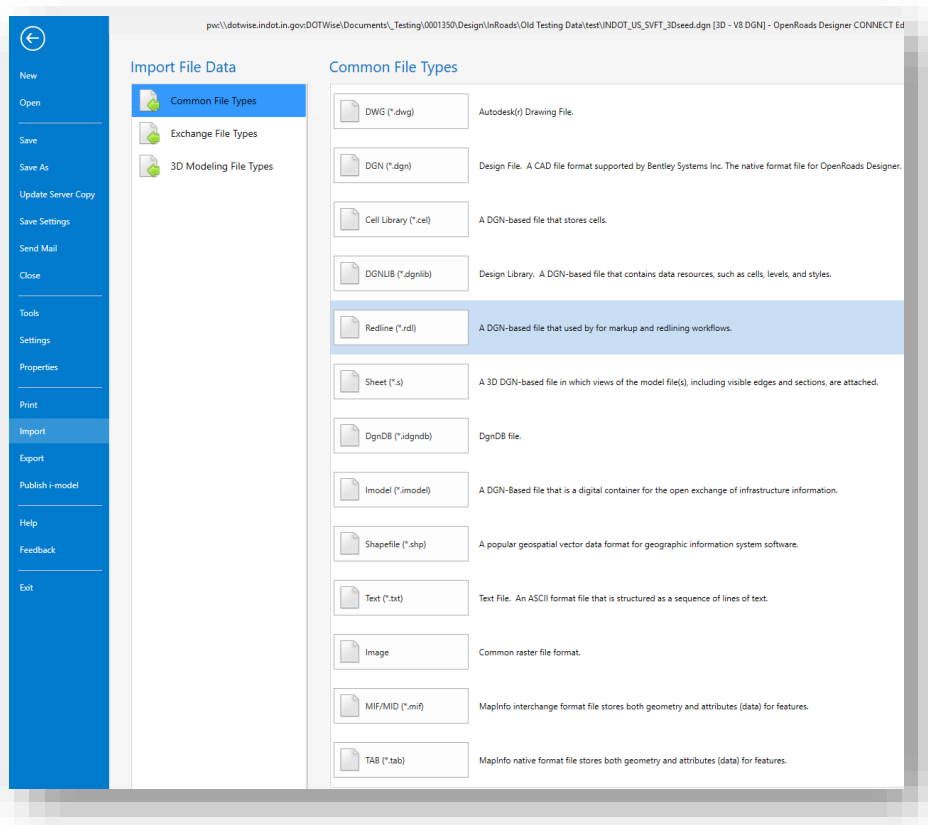 pw:\\dotwise.indot.in.gov:DOTWise\Documents\_Testing\0001350\Design\InRoads\Old Testing Data\test\INDOT_US_SVFT_3Dseed.dgn [3D - V8 DGN] - OpenRoads Designer CONNECT Ed
New
Open
Save
Save As
Update Server Copy
Save Settings
Send Mail
Close
Tools
Settings
Properties
Print
Import
Export
Publish i-model
Help
Feedback
Exit
Import File Data
Common File Types
Exchange File Types
3D Modeling File Types
Common File Types
DWG (*.dwg) Autodesk(r) Drawing File.
DGN (*.dgn) Design File. A CAD file format supported by Bentley Systems Inc. The native format file for OpenRoads Designer.
Cell Library (*.cel) A DGN-based file that stores cells.
DGNLIB (*.dgnlib) Design Library. A DGN-based file that contains data resources, such as cells, levels, and styles.
Redline (*.rdl) A DGN-based file that used by for markup and redlining workflows.
Sheet (*.s) A 3D DGN-based file in which views of the model file(s), including visible edges and sections, are attached.
DgnDB (*.idgndb) DgnDB file.
Imodel (*.imodel) A DGN-Based file that is a digital container for the open exchange of infrastructure information.
Shapefile (*.shp) A popular geospatial vector data format for geographic information system software.
Text (*.txt) Text File. An ASCII format file that is structured as a sequence of lines of text.
Image Common raster file format.
MIF/MID (*.mif) MapInfo interchange format file stores both geometry and attributes (data) for features.
TAB (*.tab) MapInfo native format file stores both geometry and attributes (data) for features.